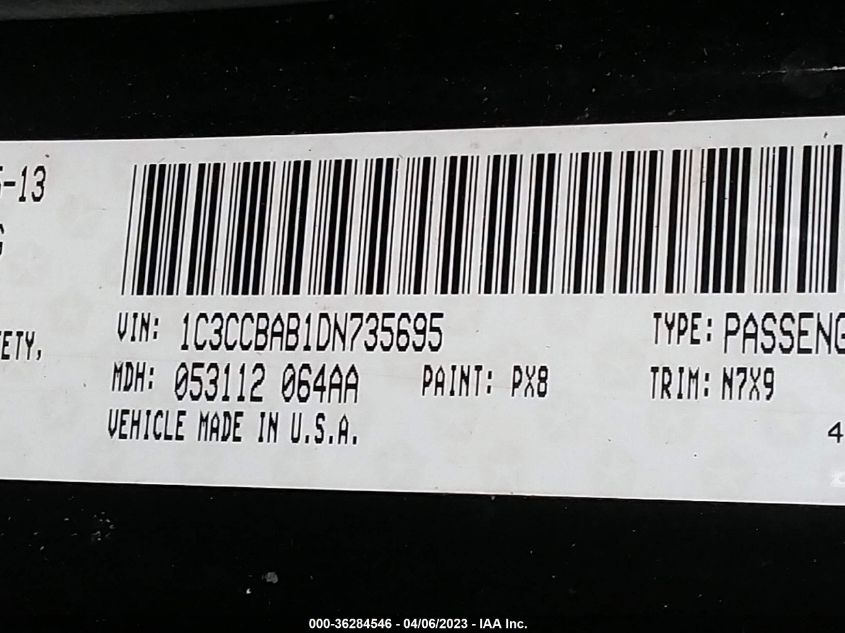 -13
VIN: 1C3CCBAB1DN735695 TYPE: PASSENG
ETY,
MDH: 053112 064AA PAINT: PX8 TRIM: N7X9
VEHICLE MADE IN U.S.A.
4
000-36284546 - 04/06/2023 - IAA Inc.